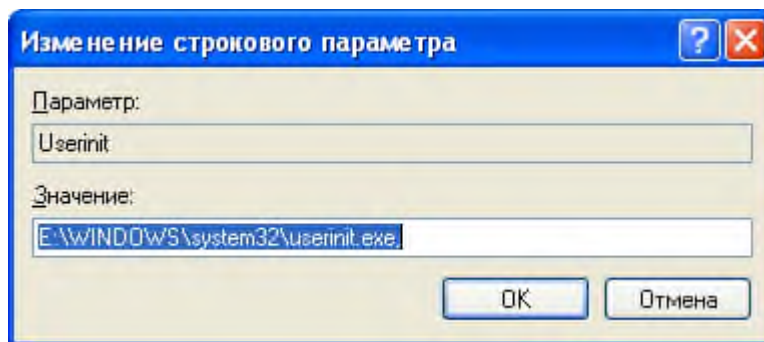 Изменение строкового параметра
Параметр:
Userinit
Значение:
E:\WINDOWS\system32\userinit.exe,
OK
Отмена